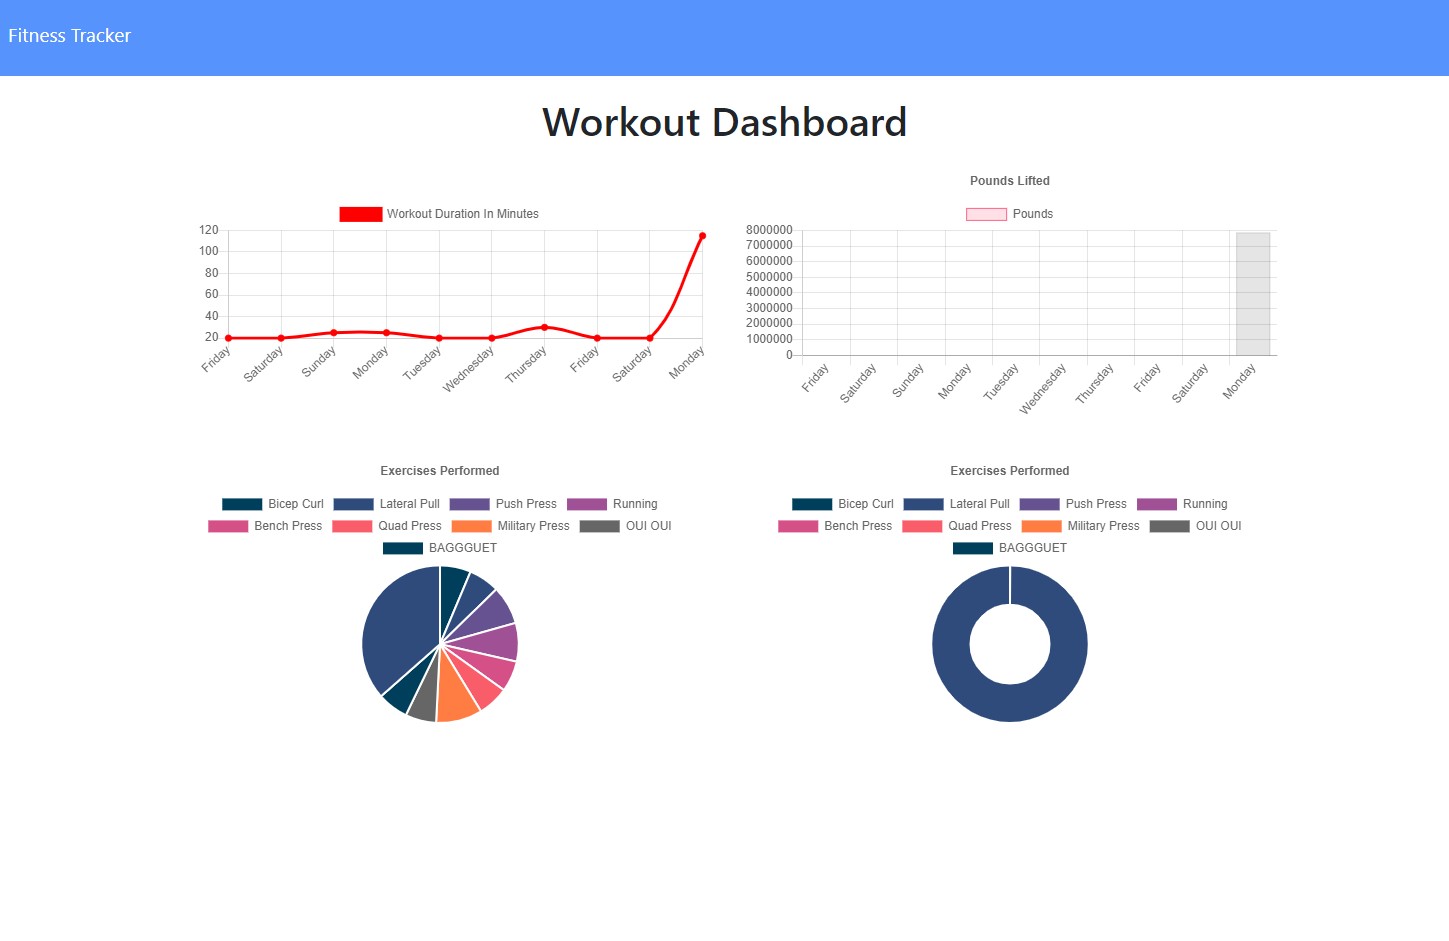 Fitness Tracker
Workout Dashboard
Workout Duration In Minutes
120
100
80
60
40
20
Friday Saturday Sunday Monday Tuesday Wednesday Thursday Friday Saturday Monday
Pounds Lifted
Pounds
8000000
7000000
6000000
5000000
4000000
3000000
2000000
1000000
0
Friday Saturday Sunday Monday Tuesday Wednesday Thursday Friday Saturday Monday
Exercises Performed
Bicep Curl Lateral Pull Push Press Running
Bench Press Quad Press Military Press OUI OUI
BAGGGUET
Exercises Performed
Bicep Curl Lateral Pull Push Press Running
Bench Press Quad Press Military Press OUI OUI
BAGGGUET